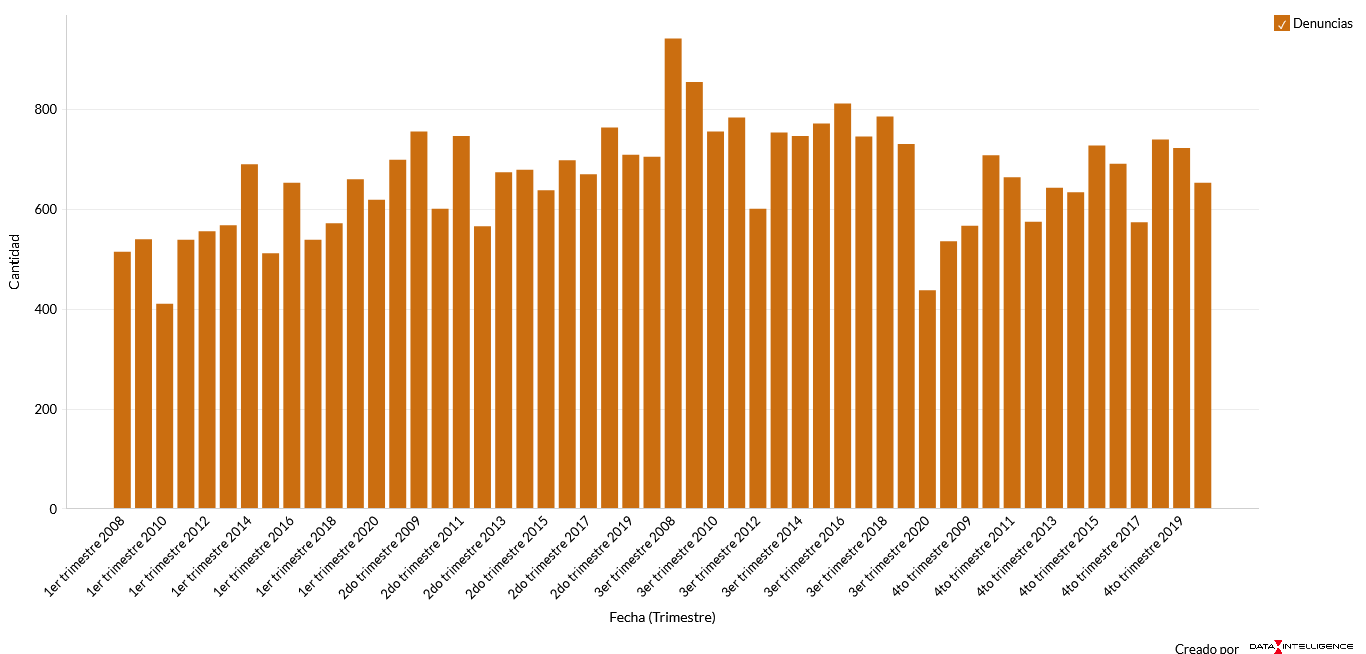 Denuncias
800
600
400
200
0
Cantidad
1er trimestre 2008
1er trimestre 2010
1er trimestre 2012
1er trimestre 2014
1er trimestre 2016
1er trimestre 2018
1er trimestre 2020
2do trimestre 2009
2do trimestre 2011
2do trimestre 2013
2do trimestre 2015
2do trimestre 2017
2do trimestre 2019
3er trimestre 2008
3er trimestre 2010
3er trimestre 2012
3er trimestre 2014
3er trimestre 2016
3er trimestre 2018
3er trimestre 2020
4to trimestre 2009
4to trimestre 2011
4to trimestre 2013
4to trimestre 2015
4to trimestre 2017
4to trimestre 2019
Fecha (Trimestre)
Creado por DATA INTELLIGENCE